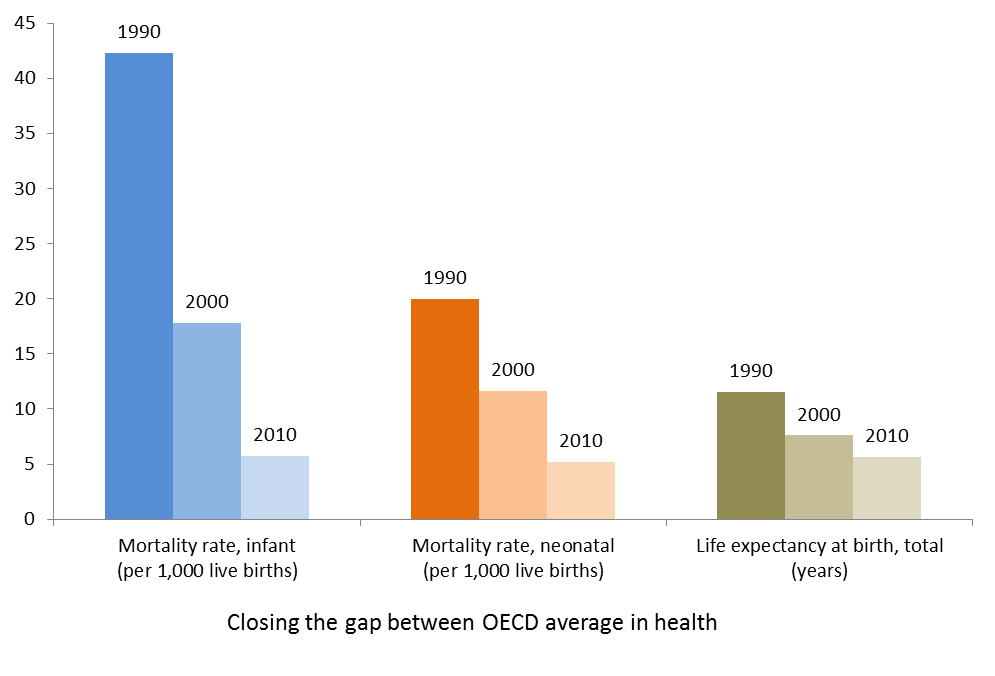 45
40
35
30
25
20
15
10
5
0
1990
2000
2010
1990
2000
2010
1990
2000
2010
Mortality rate, infant
(per 1,000 live births)
Mortality rate, neonatal
(per 1,000 live births)
Life expectancy at birth, total
(years)
Closing the gap between OECD average in health